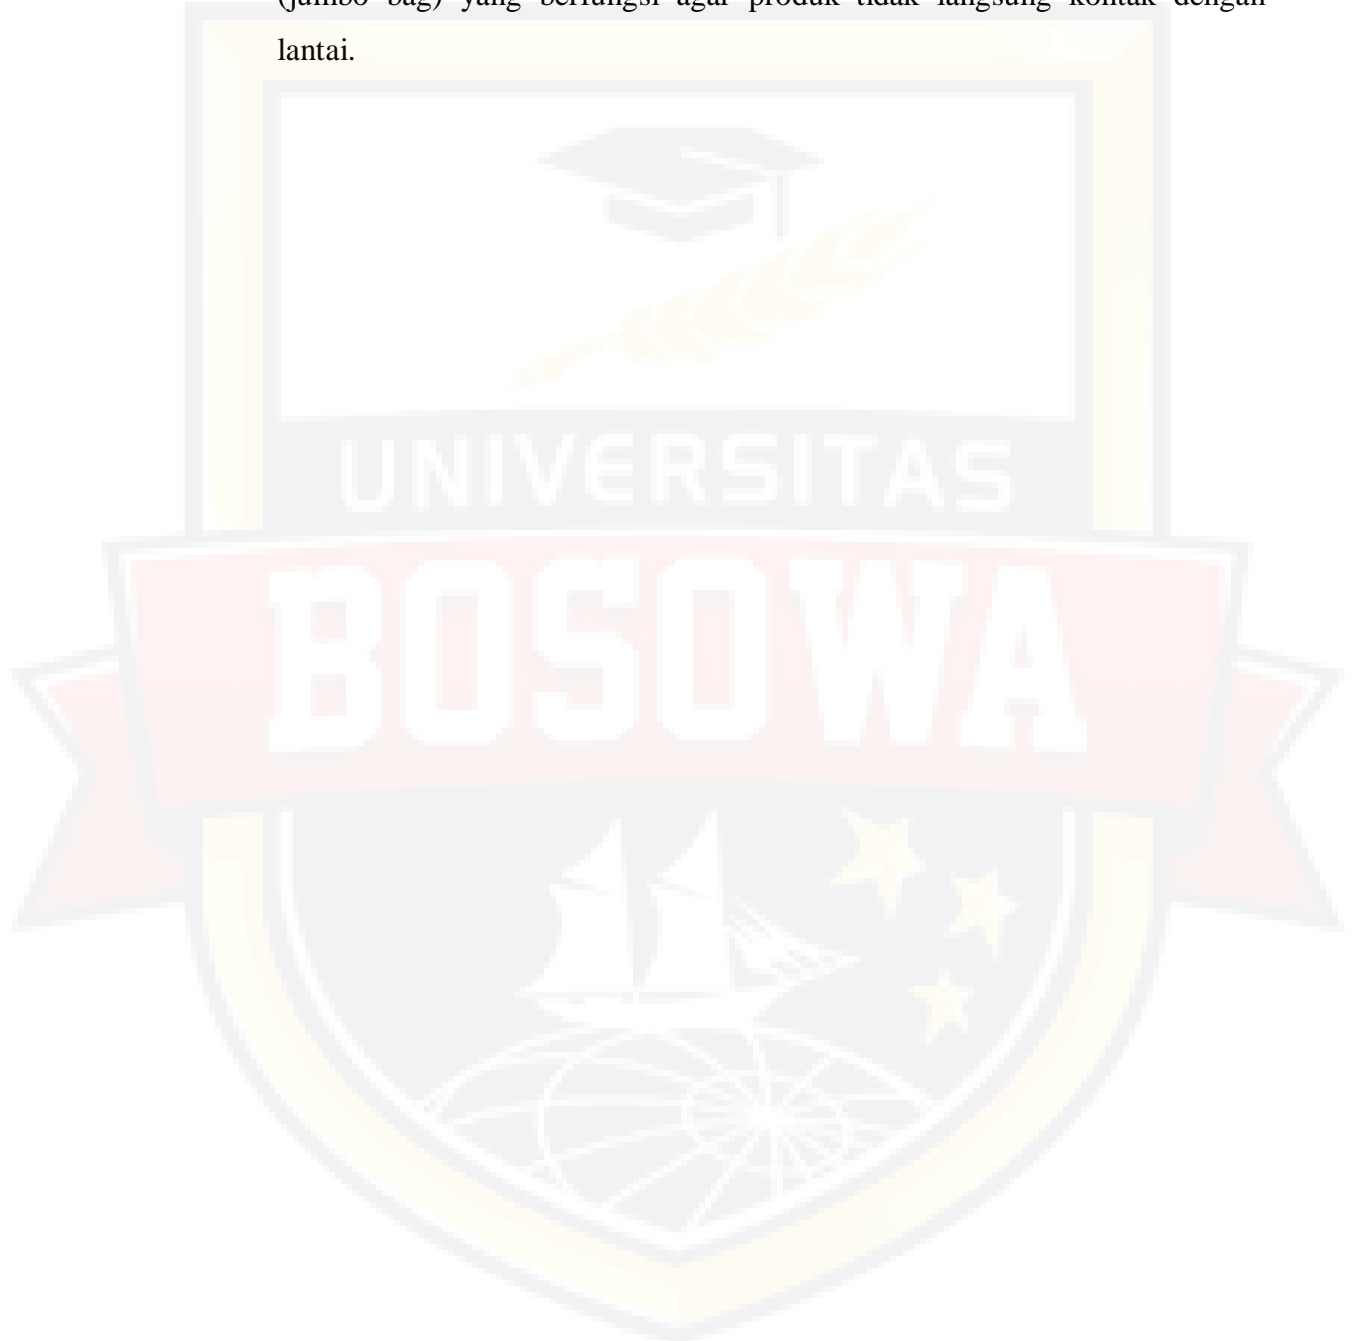 (jumbo bag) yang berfungsi agar produk tidak langsung kontak dengan
lantai.
UNIVERSITAS
BOSOWA